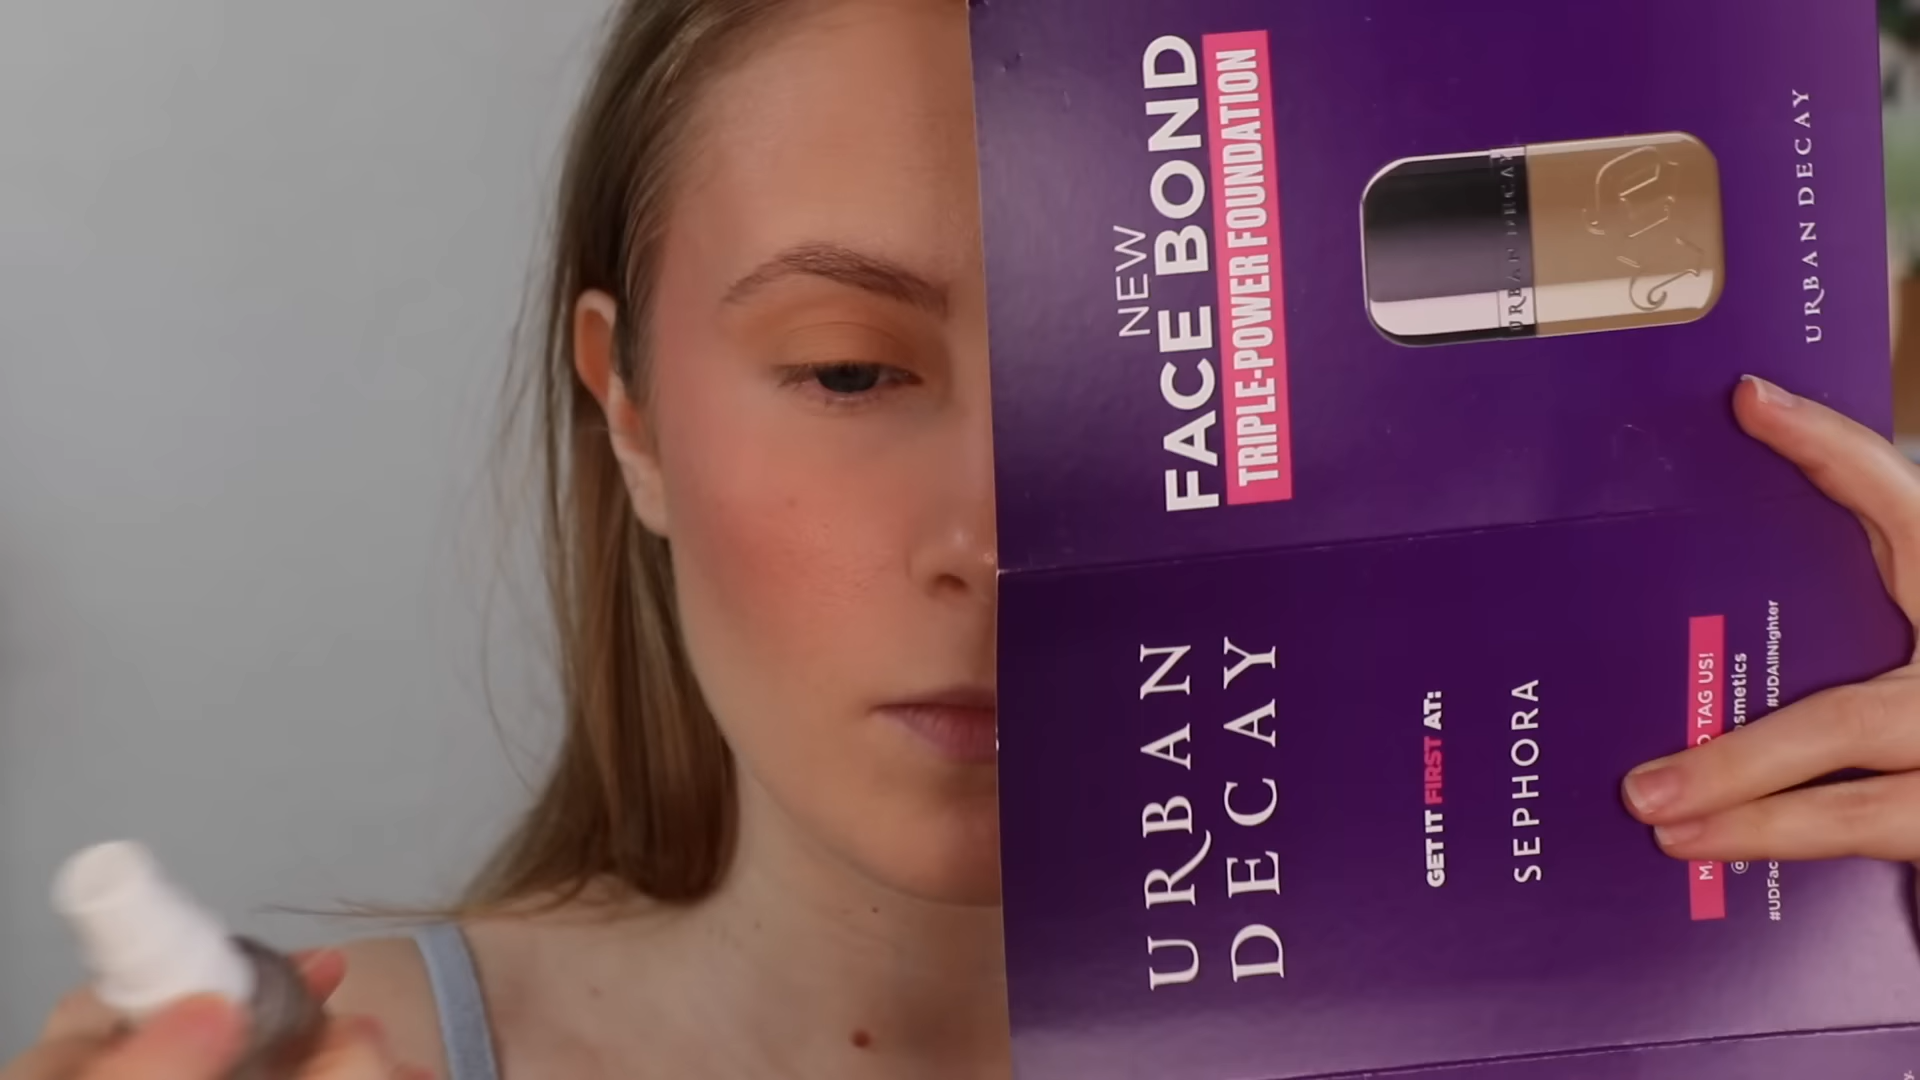 NEW
FACE BOND
TRIPLE-POWER FOUNDATION
URBAN DECAY
URBAN DECAY
URBAN
DECAY
GET IT FIRST AT:
SEPHORA
TAG US!
#UDAllNighter